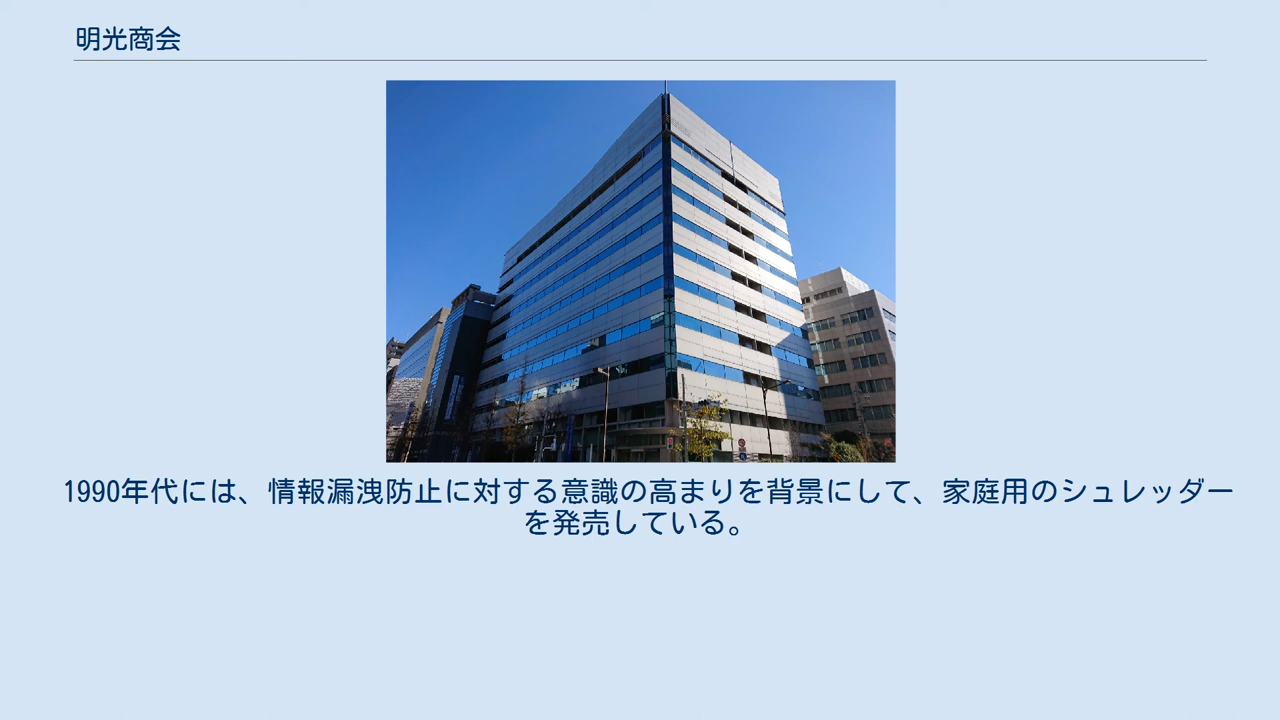 明光商会
1990年代には、情報漏洩防止に対する意識の高まりを背景にして、家庭用のシュレッダー
を発売している。